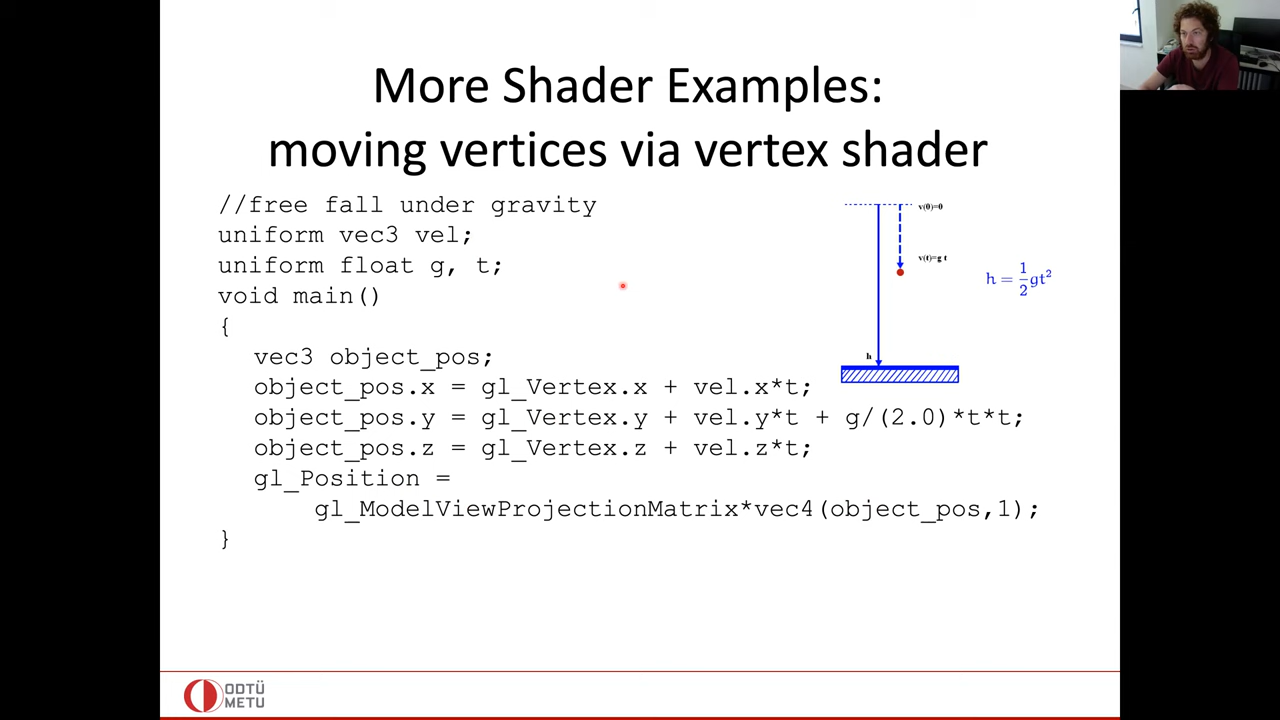 More Shader Examples:
moving vertices via vertex shader
//free fall under gravity
uniform vec3 vel;
uniform float g, t;
void main()
{
vec3 object_pos;
object_pos.x = gl_Vertex.x + vel.x*t;
object_pos.y = gl_Vertex.y + vel.y*t + g/(2.0)*t*t;
object_pos.z = gl_Vertex.z + vel.z*t;
gl_Position =
gl_ModelViewProjectionMatrix*vec4(object_pos,1);
}
v(0)=0
v(t)=g t
h = 1/2 gt²
h
ODTÜ
METU